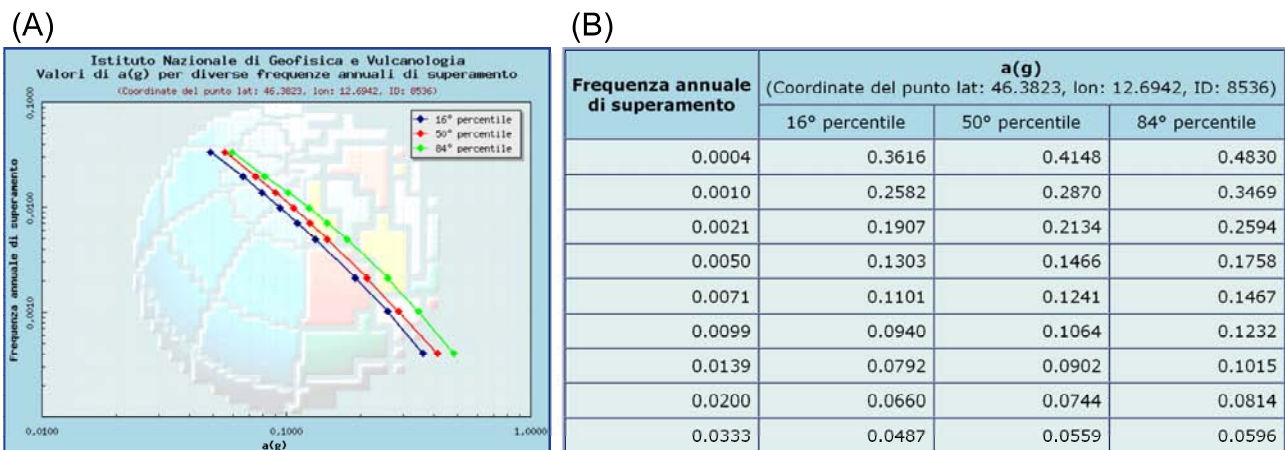 (A)
Istituto Nazionale di Geofisica e Vulcanologia
Valori di a(g) per diverse frequenze annuali di superamento
(Coordinate del punto lat: 46.3823, lon: 12.6942, ID: 8536)
16° percentile
50° percentile
84° percentile
Frequenza annuale di superamento
0.1000
0.0100
0.0010
0.0100
0.1000
1.0000
a(g)
(B)
Frequenza annuale
di superamento
a(g)
(Coordinate del punto lat: 46.3823, lon: 12.6942, ID: 8536)
16° percentile 50° percentile 84° percentile
0.0004 0.3616 0.4148 0.4830
0.0010 0.2582 0.2870 0.3469
0.0021 0.1907 0.2134 0.2594
0.0050 0.1303 0.1466 0.1758
0.0071 0.1101 0.1241 0.1467
0.0099 0.0940 0.1064 0.1232
0.0139 0.0792 0.0902 0.1015
0.0200 0.0660 0.0744 0.0814
0.0333 0.0487 0.0559 0.0596